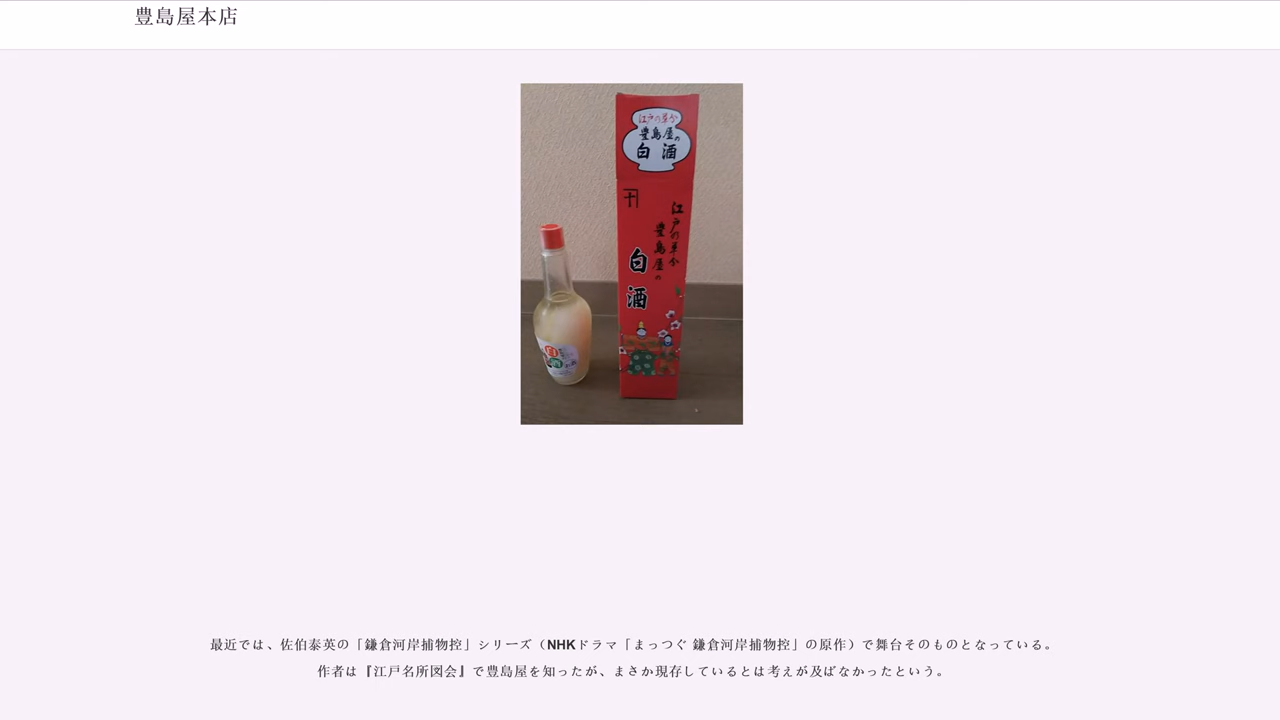 豊島屋本店
江戸の草分
豊島屋の
白酒
江戸の草分
豊島屋の
白酒
白酒
最近では、佐伯泰英の「鎌倉河岸捕物控」シリーズ（NHKドラマ「まっつぐ 鎌倉河岸捕物控」の原作）で舞台そのものとなっている。
作者は『江戸名所図会』で豊島屋を知ったが、まさか現存しているとは考えが及ばなかったという。